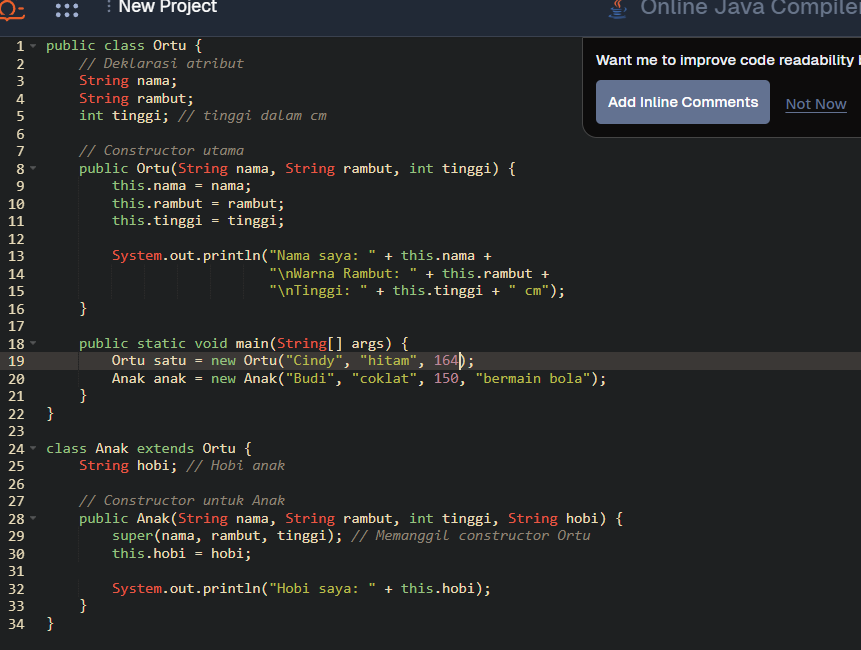 New Project
Online Java Compiler
Want me to improve code readability
Add Inline Comments
Not Now
1 public class Ortu {
2     // Deklarasi atribut
3     String nama;
4     String rambut;
5     int tinggi; // tinggi dalam cm
6
7     // Constructor utama
8     public Ortu(String nama, String rambut, int tinggi) {
9         this.nama = nama;
10         this.rambut = rambut;
11         this.tinggi = tinggi;
12
13         System.out.println("Nama saya: " + this.nama +
14                            "\nWarna Rambut: " + this.rambut +
15                            "\nTinggi: " + this.tinggi + " cm");
16     }
17
18     public static void main(String[] args) {
19         Ortu satu = new Ortu("Cindy", "hitam", 164);
20         Anak anak = new Anak("Budi", "coklat", 150, "bermain bola");
21     }
22 }
23
24 class Anak extends Ortu {
25     String hobi; // Hobi anak
26
27     // Constructor untuk Anak
28     public Anak(String nama, String rambut, int tinggi, String hobi) {
29         super(nama, rambut, tinggi); // Memanggil constructor Ortu
30         this.hobi = hobi;
31
32         System.out.println("Hobi saya: " + this.hobi);
33     }
34 }